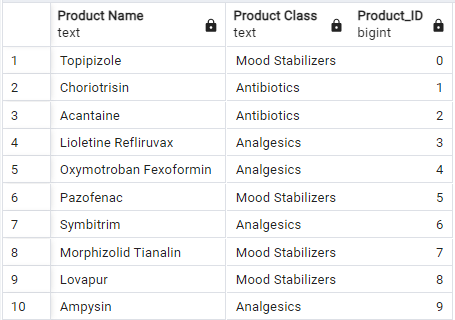 Product Name Product Class Product_ID
text text bigint
1 Topipizole Mood Stabilizers 0
2 Choriotrisin Antibiotics 1
3 Acantaine Antibiotics 2
4 Lioletine Refliruvax Analgesics 3
5 Oxymotroban Fexoformin Analgesics 4
6 Pazofenac Mood Stabilizers 5
7 Symbitrim Analgesics 6
8 Morphizolid Tianalin Mood Stabilizers 7
9 Lovapur Mood Stabilizers 8
10 Ampysin Analgesics 9